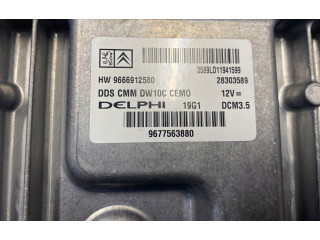 3589LD11941599
HW 9666912580 28303589
DDS CMM DW10C CEMO 12V=
DELPHI 19G1 DCM3.5
9677563880